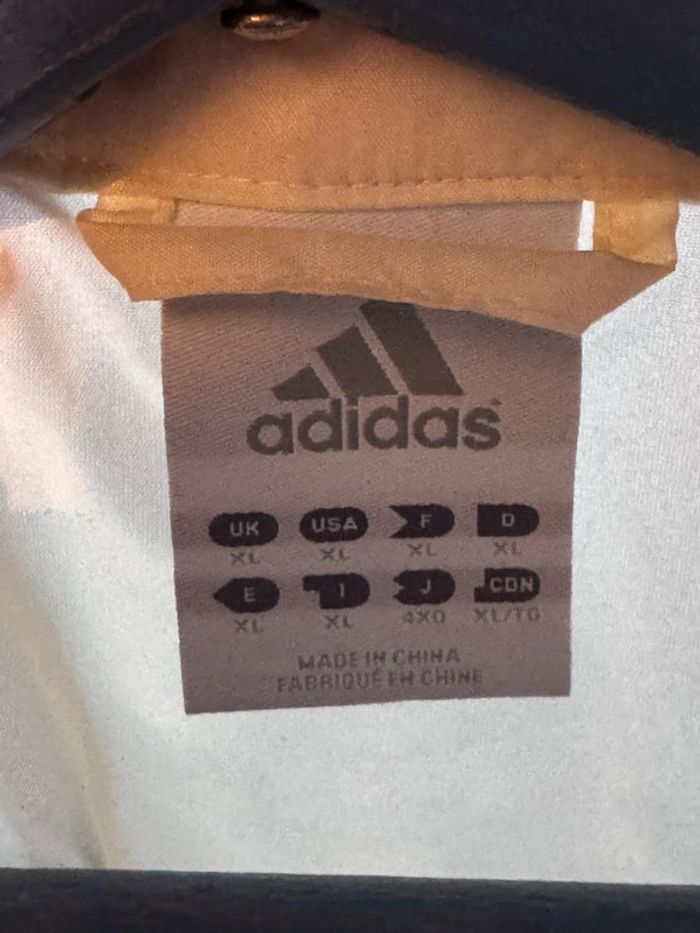 adidas
UK USA F D
XL XL XL XL
E I J CDN
XL XL 4XO XL/TG
MADE IN CHINA
FABRIQUÉ EN CHINE